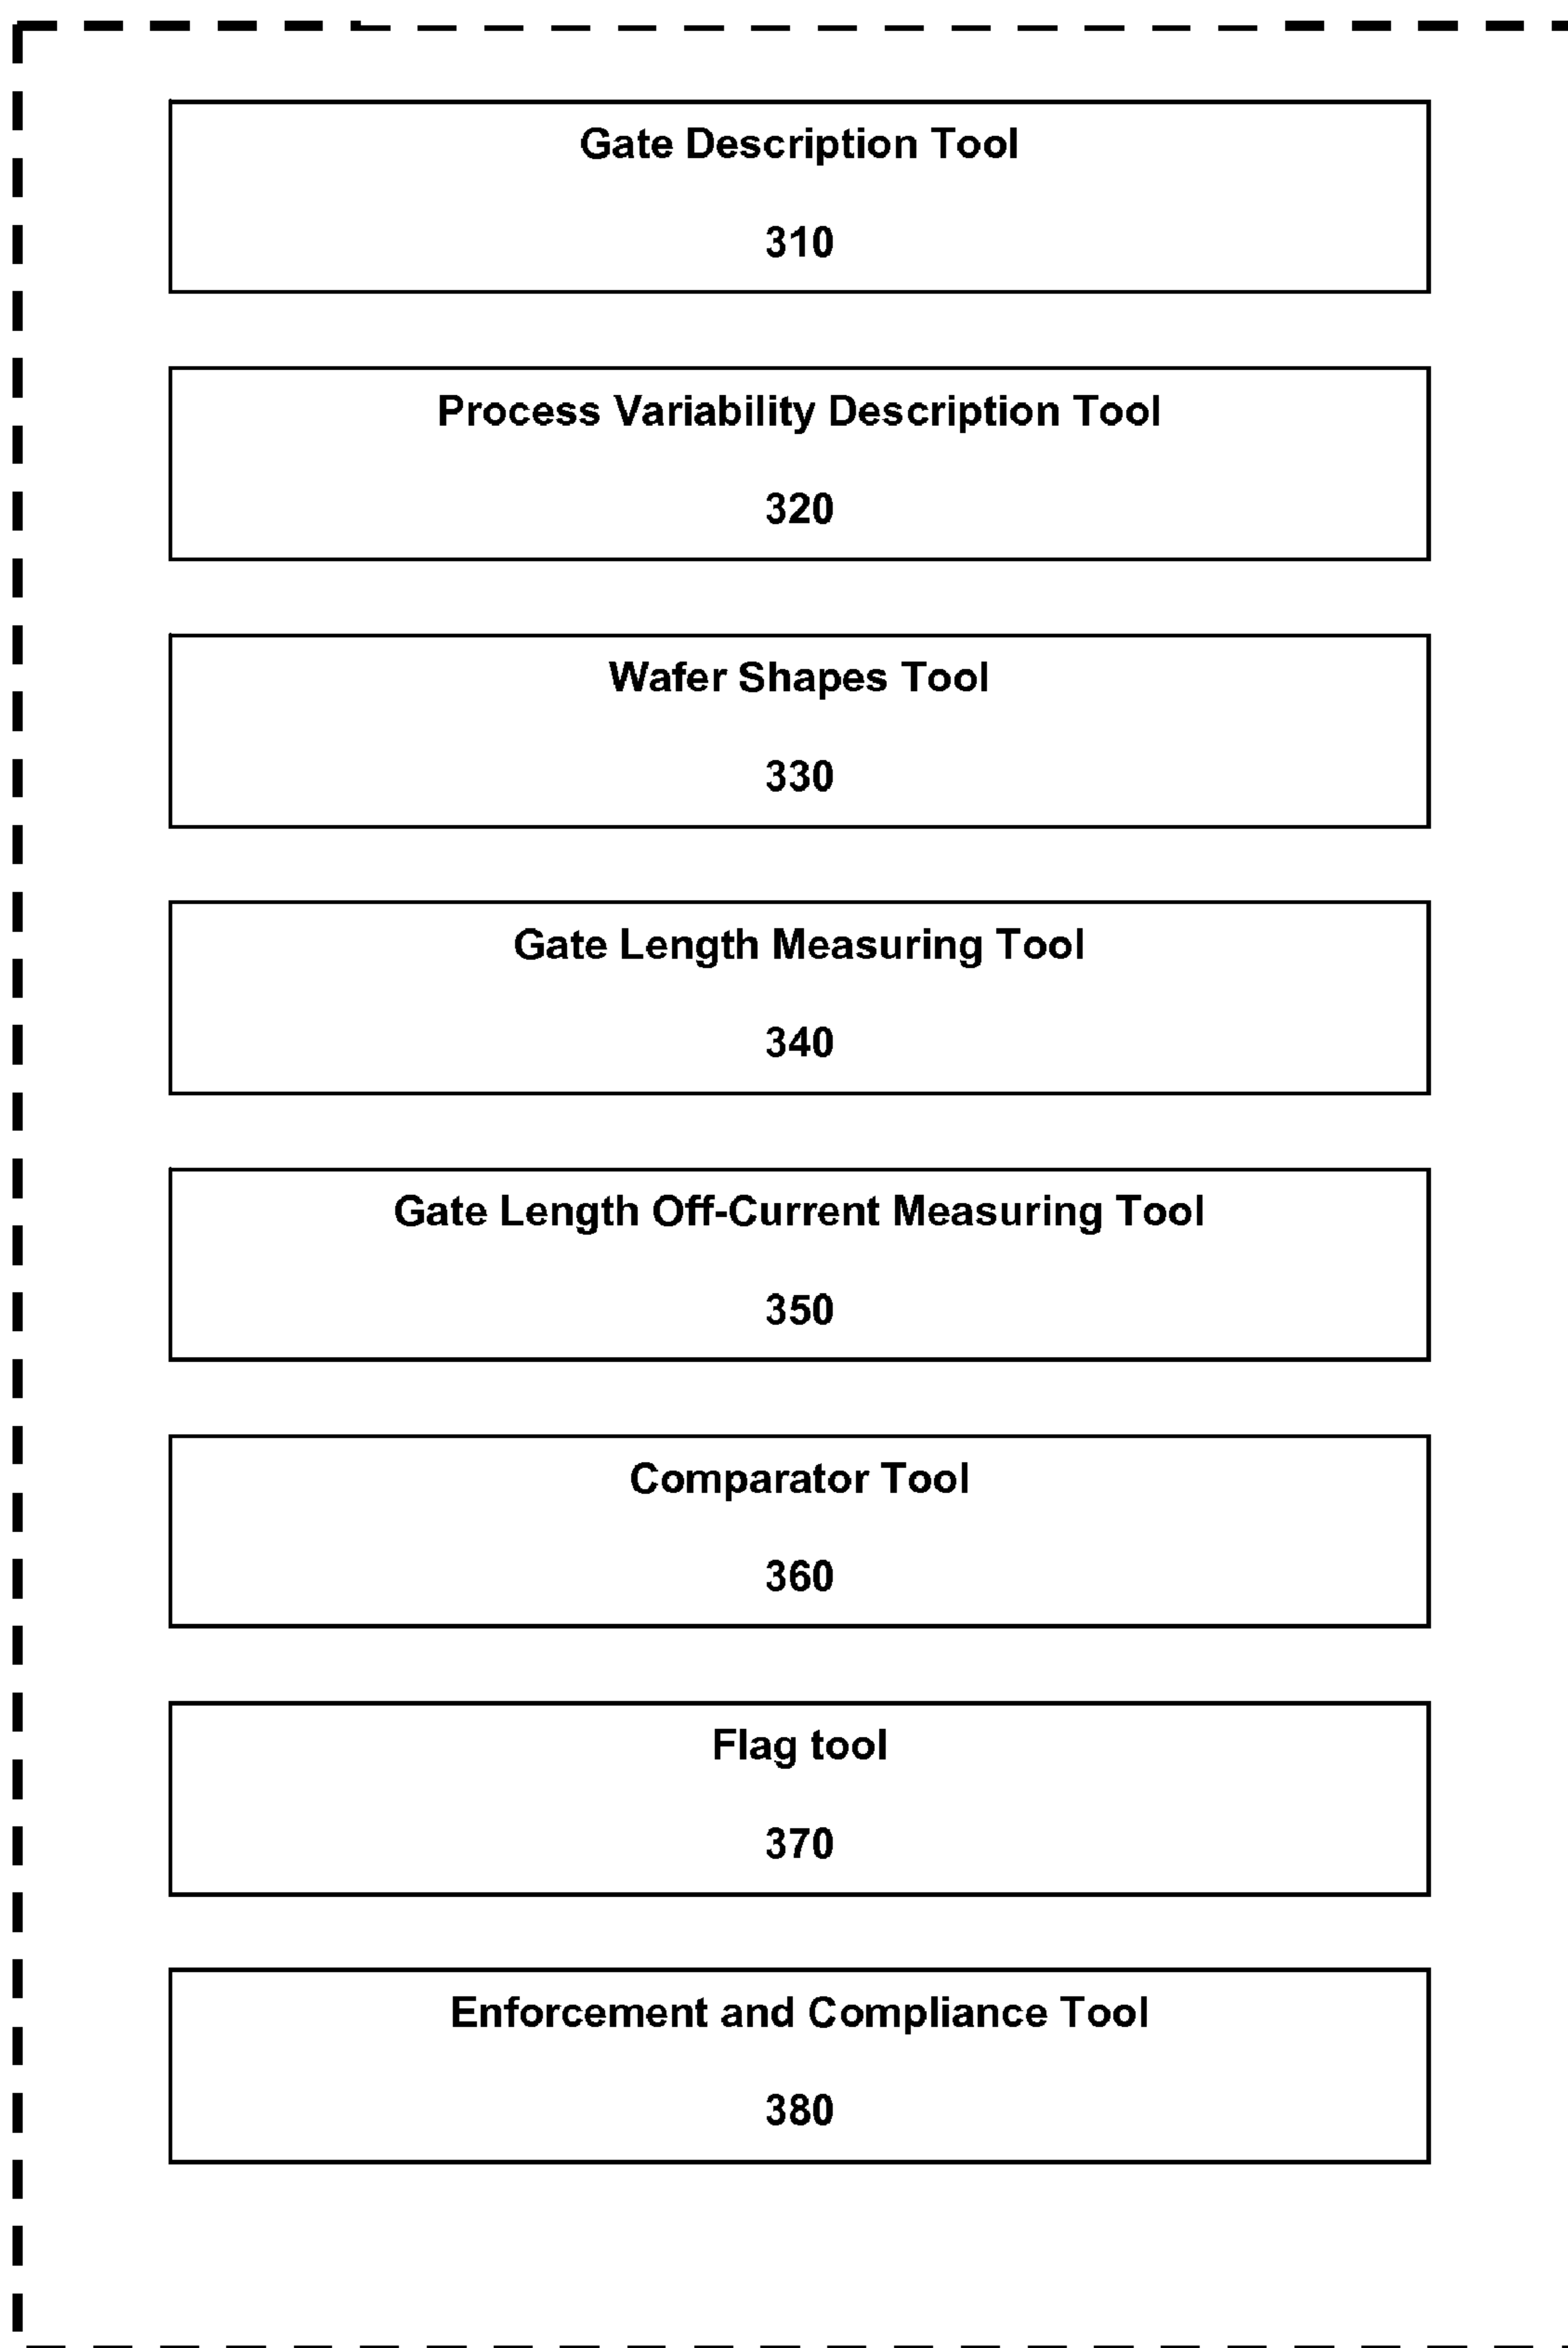 Gate Description Tool
310
Process Variability Description Tool
320
Wafer Shapes Tool
330
Gate Length Measuring Tool
340
Gate Length Off-Current Measuring Tool
350
Comparator Tool
360
Flag tool
370
Enforcement and Compliance Tool
380